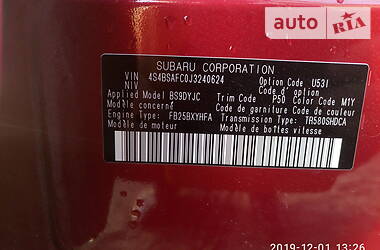 auto RIA
SUBARU CORPORATION
VIN 4S4BSAFC0J3240624 Option Code U53I
NIV Code d'option
Applied Model BS9DYJC Trim Code P50 Color Code M1Y
Modèle concerné Code de garniture Code de couleur
Engine Type: FB25BXYHFA Transmission Type: TR580SHDCA
Modèle de moteur Modèle de boîtes vitesse
2019-12-01 13:26